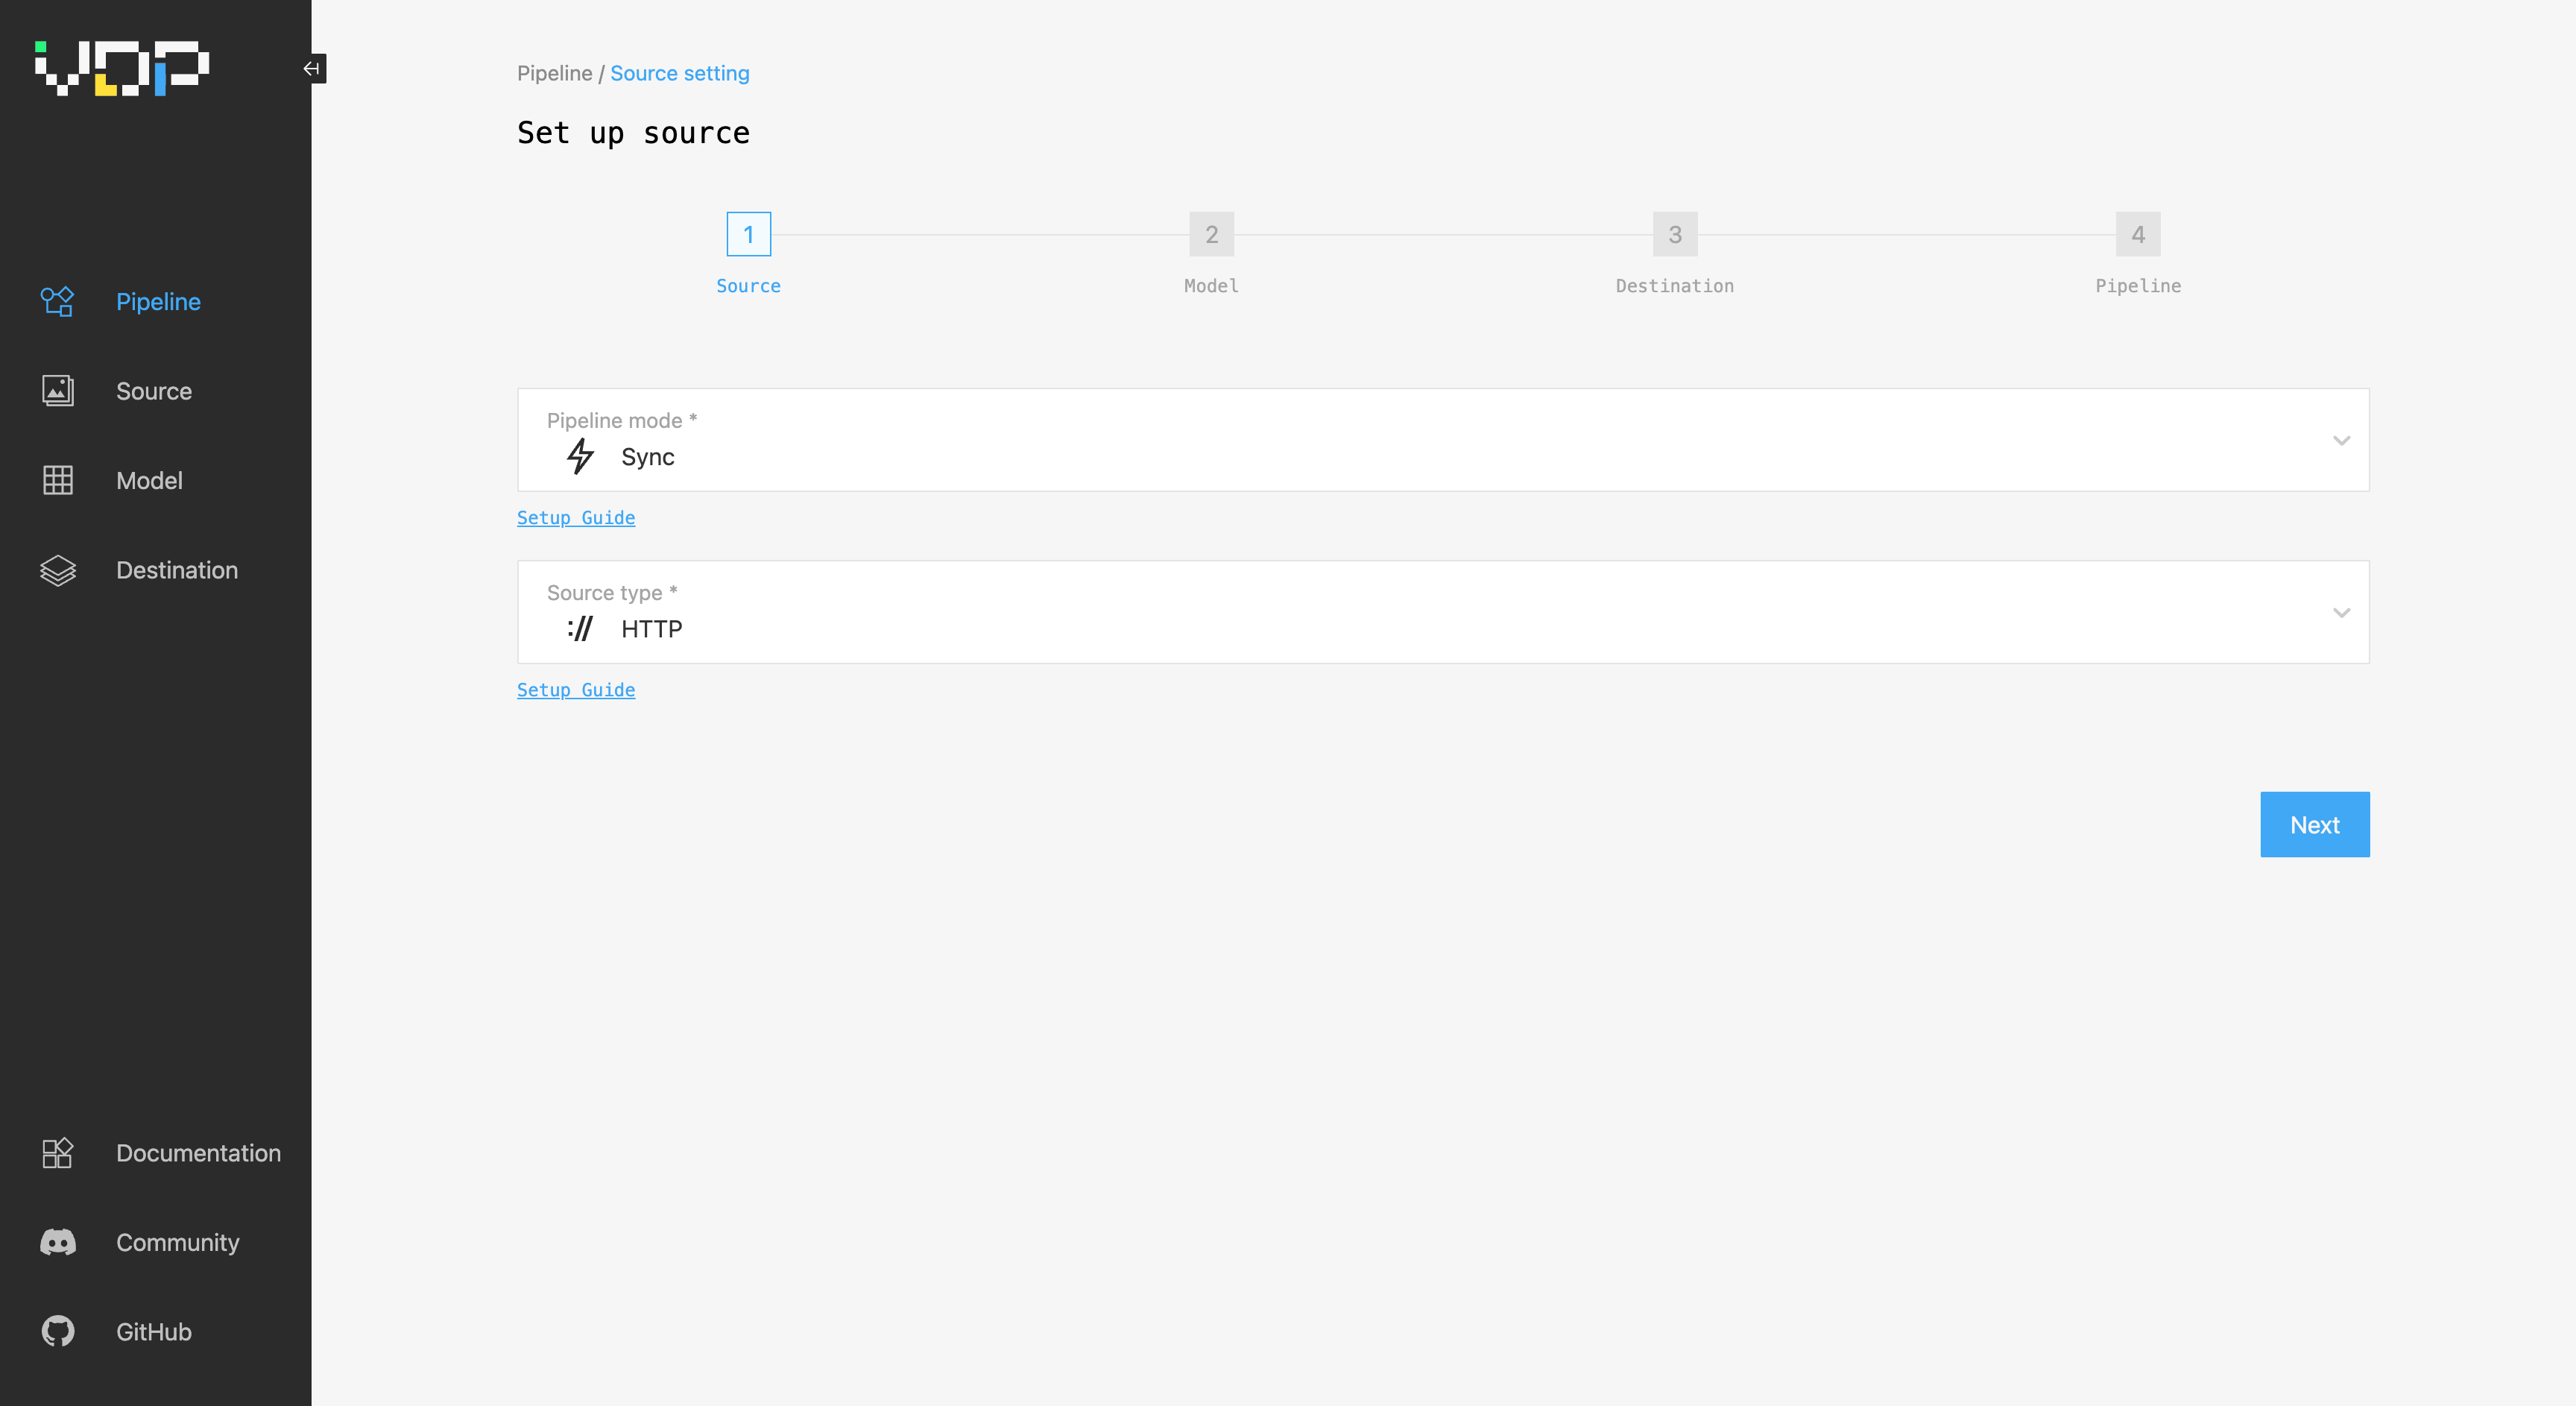 VDP
Pipeline
Source
Model
Destination
Documentation
Community
GitHub
Pipeline / Source setting
Set up source
1 2 3 4
Source Model Destination Pipeline
Pipeline mode *
Sync
Setup Guide
Source type *
:// HTTP
Setup Guide
Next